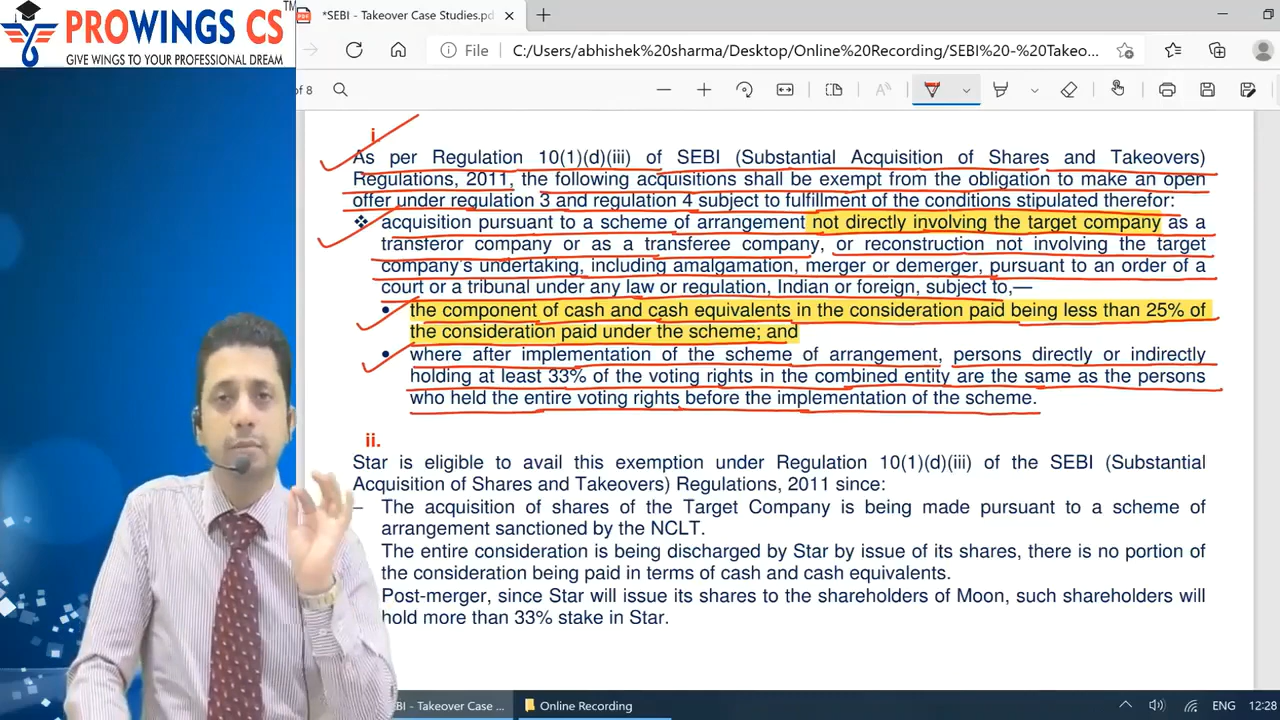 PROWINGS CS TM
GIVE WINGS TO YOUR PROFESSIONAL DREAM
*SEBI - Takeover Case Studies.pd
File
C:/Users/abhishek%20sharma/Desktop/Online%20Recording/SEBI%20-%20Takeo...
of 8
i.
As per Regulation 10(1)(d)(iii) of SEBI (Substantial Acquisition of Shares and Takeovers)
Regulations, 2011, the following acquisitions shall be exempt from the obligation to make an open
offer under regulation 3 and regulation 4 subject to fulfillment of the conditions stipulated therefor:
❖ acquisition pursuant to a scheme of arrangement not directly involving the target company as a
transferor company or as a transferee company, or reconstruction not involving the target
company's undertaking, including amalgamation, merger or demerger, pursuant to an order of a
court or a tribunal under any law or regulation, Indian or foreign, subject to,—
• the component of cash and cash equivalents in the consideration paid being less than 25% of
the consideration paid under the scheme; and
• where after implementation of the scheme of arrangement, persons directly or indirectly
holding at least 33% of the voting rights in the combined entity are the same as the persons
who held the entire voting rights before the implementation of the scheme.
ii.
Star is eligible to avail this exemption under Regulation 10(1)(d)(iii) of the SEBI (Substantial
Acquisition of Shares and Takeovers) Regulations, 2011 since:
– The acquisition of shares of the Target Company is being made pursuant to a scheme of
arrangement sanctioned by the NCLT.
The entire consideration is being discharged by Star by issue of its shares, there is no portion of
the consideration being paid in terms of cash and cash equivalents.
Post-merger, since Star will issue its shares to the shareholders of Moon, such shareholders will
hold more than 33% stake in Star.
EBI - Takeover Case ...
Online Recording
ENG
12:28